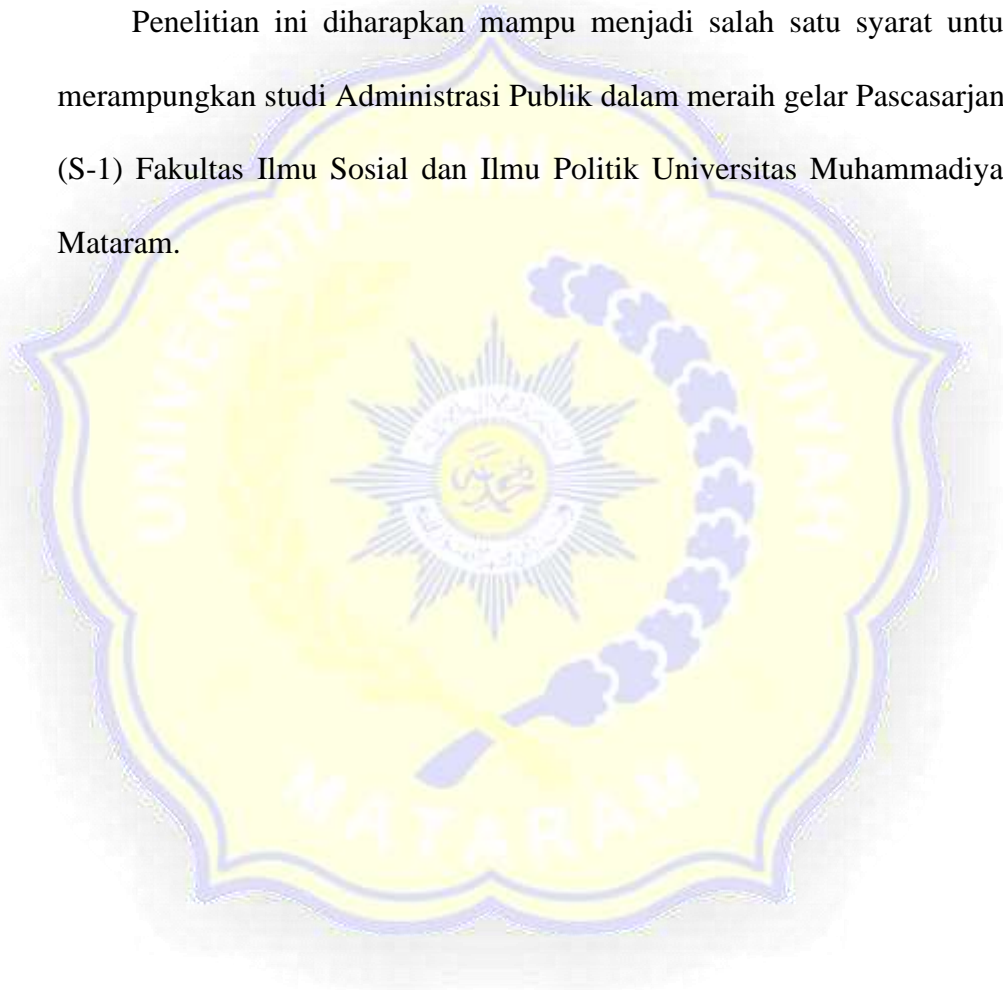 Penelitian ini diharapkan mampu menjadi salah satu syarat untu
merampungkan studi Administrasi Publik dalam meraih gelar Pascasarjan
(S-1) Fakultas Ilmu Sosial dan Ilmu Politik Universitas Muhammadiya
Mataram.
UNIVERSITAS MUHAMMADIYAH
MATARAM